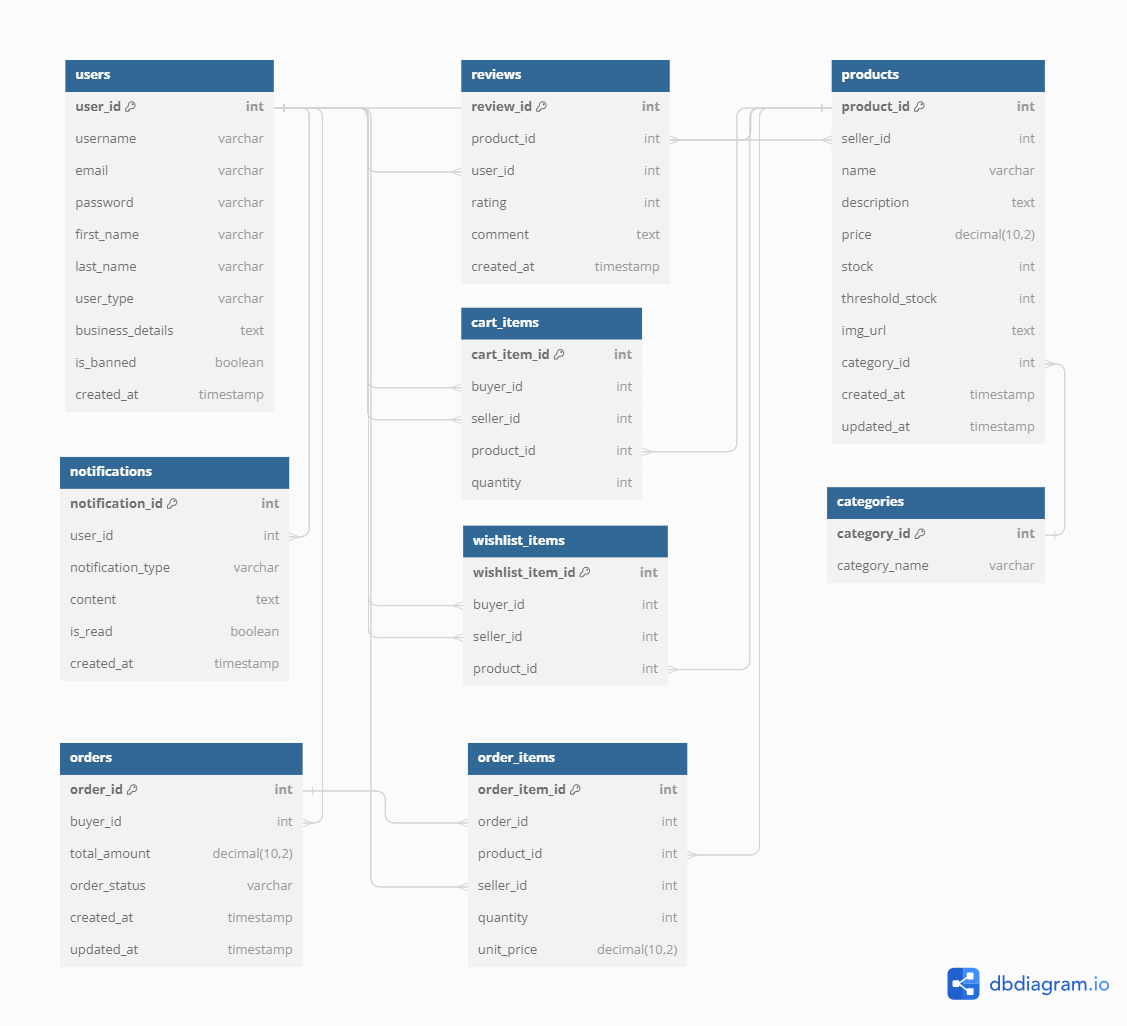 users
user_id int
username varchar
email varchar
password varchar
first_name varchar
last_name varchar
user_type varchar
business_details text
is_banned boolean
created_at timestamp
reviews
review_id int
product_id int
user_id int
rating int
comment text
created_at timestamp
products
product_id int
seller_id int
name varchar
description text
price decimal(10,2)
stock int
threshold_stock int
img_url text
category_id int
created_at timestamp
updated_at timestamp
cart_items
cart_item_id int
buyer_id int
seller_id int
product_id int
quantity int
notifications
notification_id int
user_id int
notification_type varchar
content text
is_read boolean
created_at timestamp
wishlist_items
wishlist_item_id int
buyer_id int
seller_id int
product_id int
categories
category_id int
category_name varchar
orders
order_id int
buyer_id int
total_amount decimal(10,2)
order_status varchar
created_at timestamp
updated_at timestamp
order_items
order_item_id int
order_id int
product_id int
seller_id int
quantity int
unit_price decimal(10,2)
dbdiagram.io